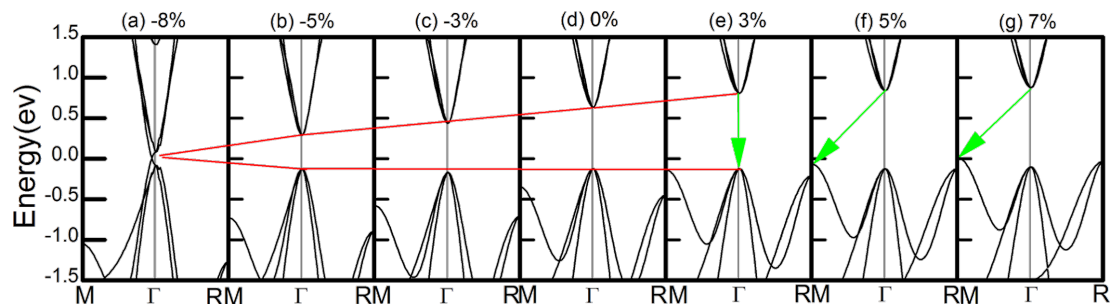 (a) -8% (b) -5% (c) -3% (d) 0% (e) 3% (f) 5% (g) 7%
Energy(ev)
1.5
1.0
0.5
0.0
-0.5
-1.0
-1.5
M Γ RM Γ RM Γ RM Γ RM Γ RM Γ RM Γ R